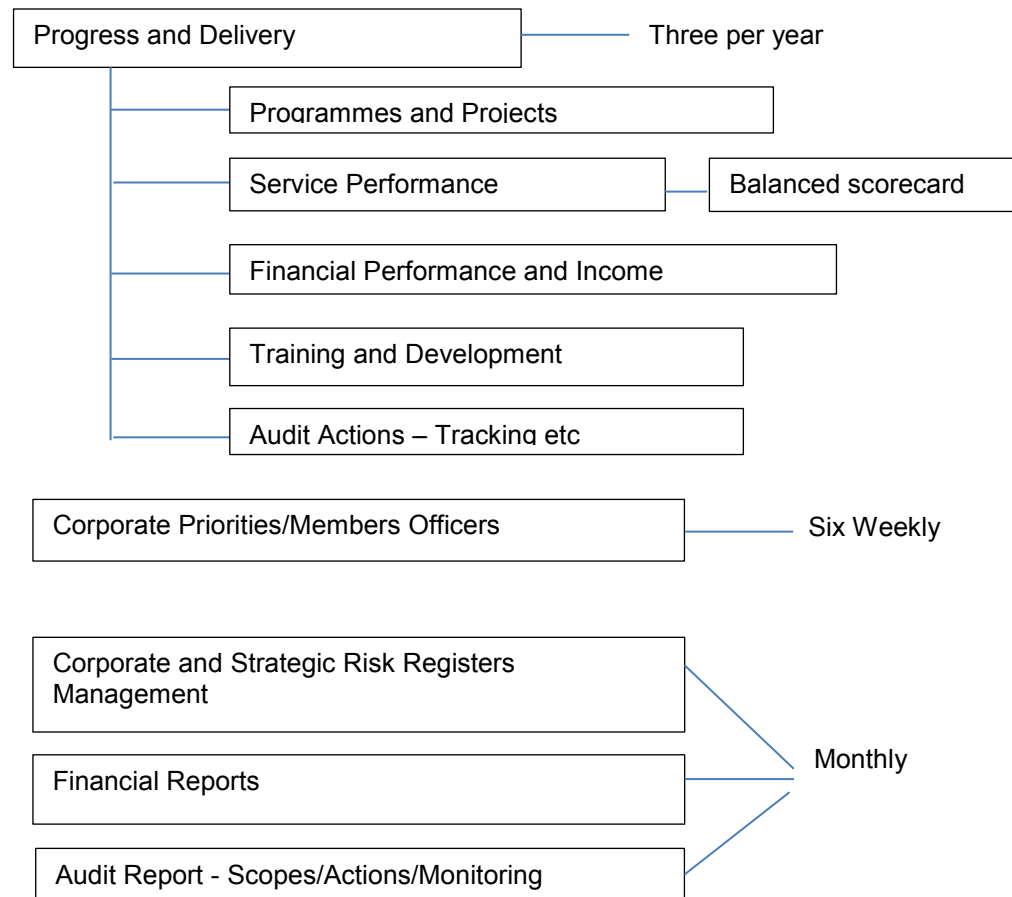 Progress and Delivery
Three per year
Programmes and Projects
Service Performance
Balanced scorecard
Financial Performance and Income
Training and Development
Audit Actions – Tracking etc
Corporate Priorities/Members Officers
Six Weekly
Corporate and Strategic Risk Registers
Management
Monthly
Financial Reports
Audit Report - Scopes/Actions/Monitoring